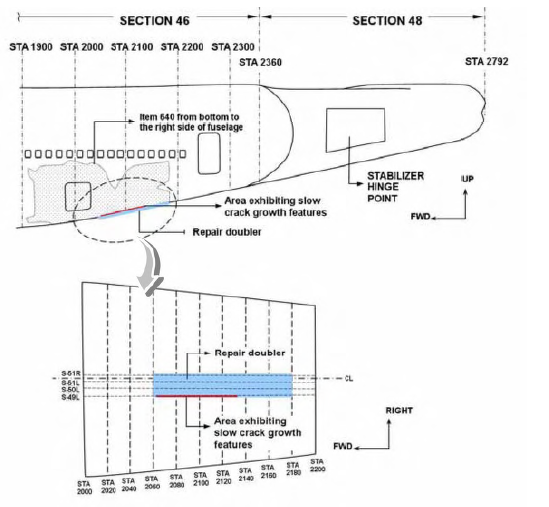 SECTION 46
SECTION 48
STA 1900
STA 2000
STA 2100
STA 2200
STA 2300
STA 2360
STA 2792
Item 640 from bottom to
the right side of fuselage
STABILIZER
HINGE
POINT
UP
FWD
Area exhibiting slow
crack growth features
Repair doubler
S-51R
S-51L
S-50L
S-49L
Repair doubler
CL
Area exhibiting
slow crack growth
features
RIGHT
FWD
STA
2000
STA
2020
STA
2040
STA
2060
STA
2080
STA
2100
STA
2120
STA
2140
STA
2160
STA
2180
STA
2200